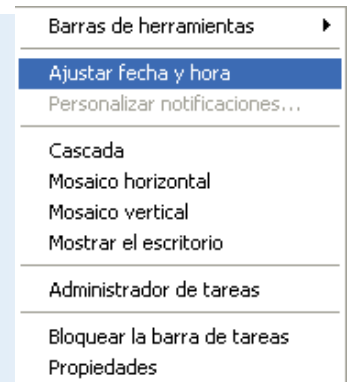 Barras de herramientas
Ajustar fecha y hora
Personalizar notificaciones...
Cascada
Mosaico horizontal
Mosaico vertical
Mostrar el escritorio
Administrador de tareas
Bloquear la barra de tareas
Propiedades